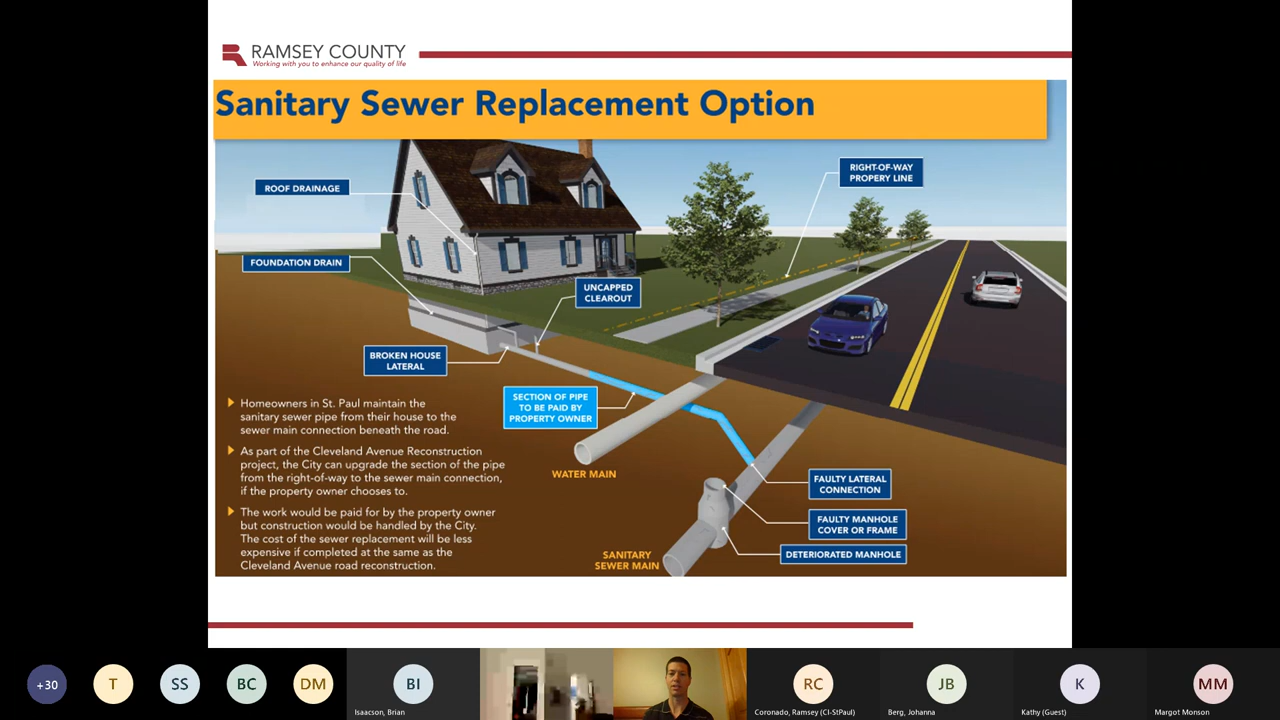 RAMSEY COUNTY
Working with you to enhance our quality of life
Sanitary Sewer Replacement Option
RIGHT-OF-WAY
PROPERY LINE
ROOF DRAINAGE
FOUNDATION DRAIN
UNCAPPED
CLEAROUT
BROKEN HOUSE
LATERAL
SECTION OF PIPE
TO BE PAID BY
PROPERTY OWNER
Homeowners in St. Paul maintain the
sanitary sewer pipe from their house to the
sewer main connection beneath the road.
As part of the Cleveland Avenue Reconstruction
project, the City can upgrade the section of the pipe
from the right-of-way to the sewer main connection,
if the property owner chooses to.
The work would be paid for by the property owner
but construction would be handled by the City.
The cost of the sewer replacement will be less
expensive if completed at the same as the
Cleveland Avenue road reconstruction.
WATER MAIN
FAULTY LATERAL
CONNECTION
FAULTY MANHOLE
COVER OR FRAME
DETERIORATED MANHOLE
SANITARY
SEWER MAIN
+30
T
SS
BC
DM
BI
Isaacson, Brian
RC
Coronado, Ramsey (CI-StPaul)
JB
Berg, Johanna
K
Kathy (Guest)
MM
Margot Monson